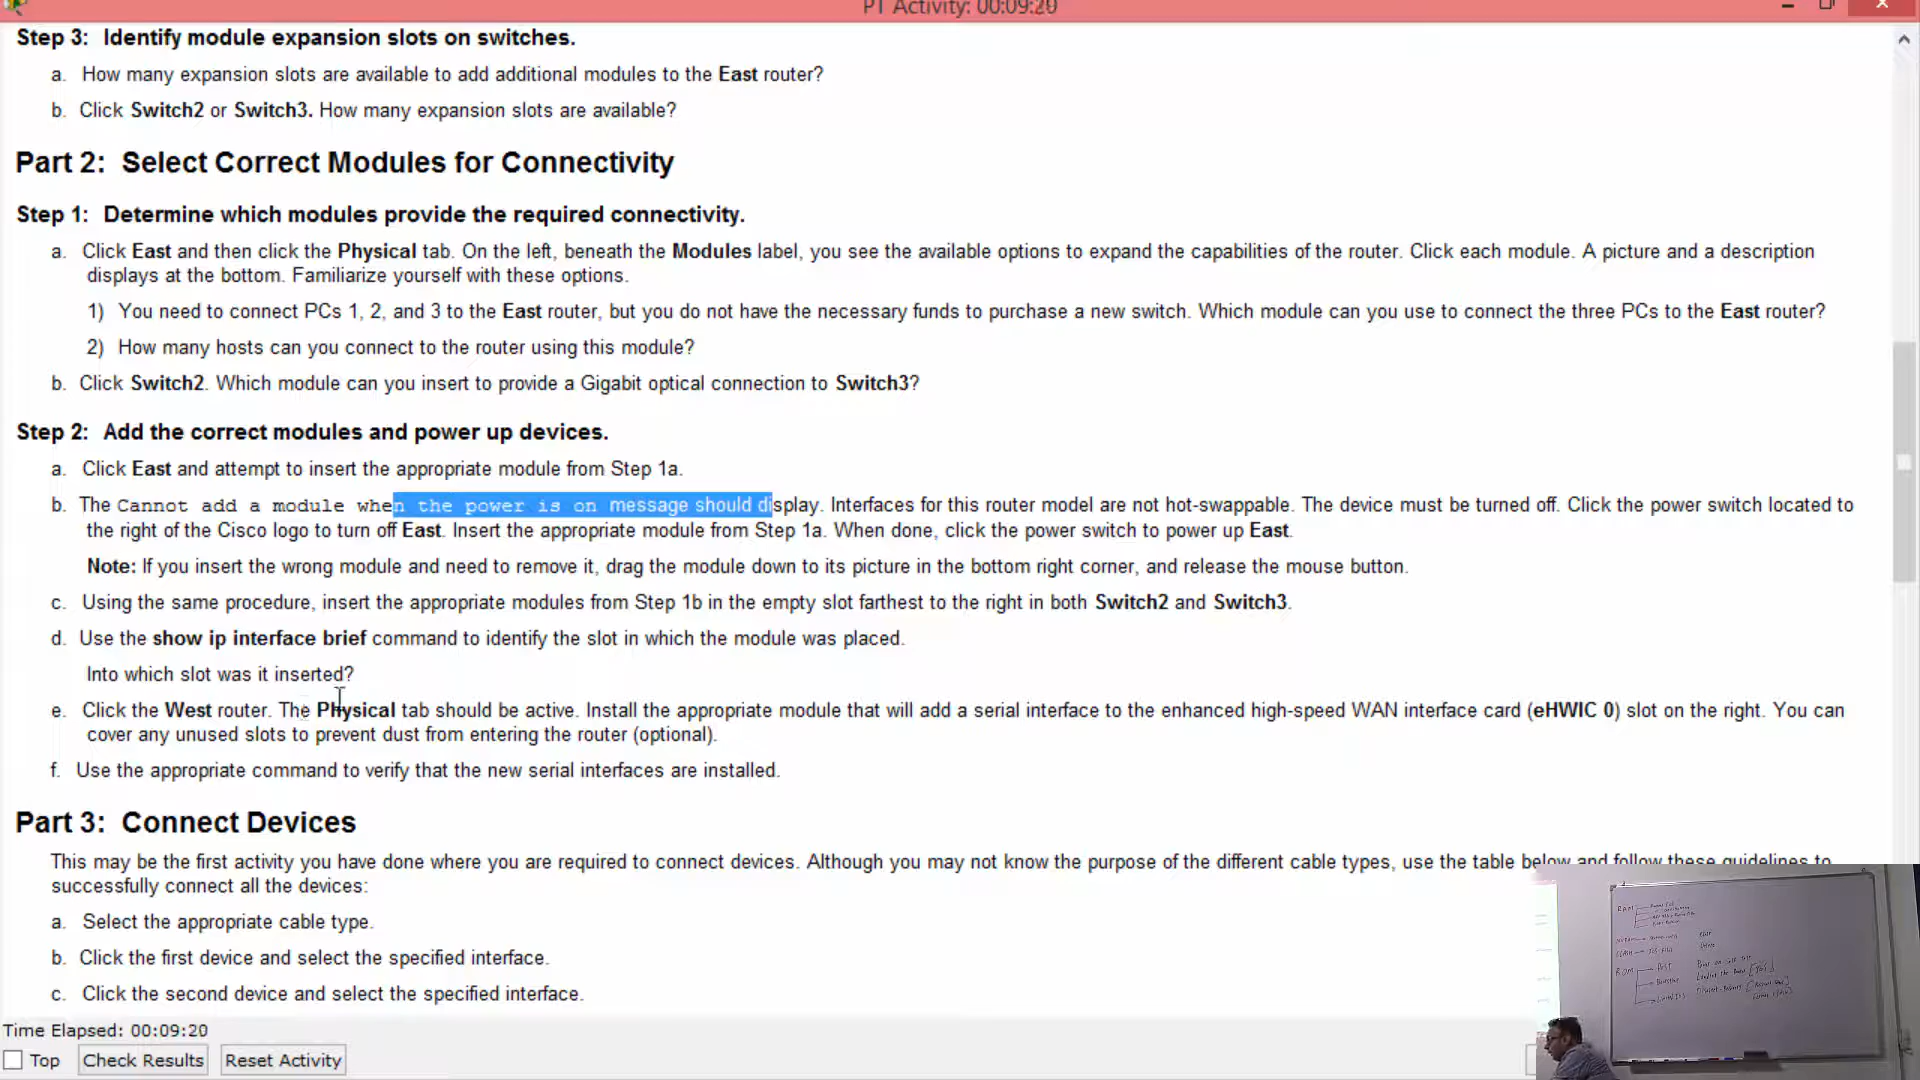 PT Activity: 00:09:20
Step 3: Identify module expansion slots on switches.
a. How many expansion slots are available to add additional modules to the East router?
b. Click Switch2 or Switch3. How many expansion slots are available?
Part 2: Select Correct Modules for Connectivity
Step 1: Determine which modules provide the required connectivity.
a. Click East and then click the Physical tab. On the left, beneath the Modules label, you see the available options to expand the capabilities of the router. Click each module. A picture and a description
displays at the bottom. Familiarize yourself with these options.
1) You need to connect PCs 1, 2, and 3 to the East router, but you do not have the necessary funds to purchase a new switch. Which module can you use to connect the three PCs to the East router?
2) How many hosts can you connect to the router using this module?
b. Click Switch2. Which module can you insert to provide a Gigabit optical connection to Switch3?
Step 2: Add the correct modules and power up devices.
a. Click East and attempt to insert the appropriate module from Step 1a.
b. The Cannot add a module when the power is on message should display. Interfaces for this router model are not hot-swappable. The device must be turned off. Click the power switch located to
the right of the Cisco logo to turn off East. Insert the appropriate module from Step 1a. When done, click the power switch to power up East.
Note: If you insert the wrong module and need to remove it, drag the module down to its picture in the bottom right corner, and release the mouse button.
c. Using the same procedure, insert the appropriate modules from Step 1b in the empty slot farthest to the right in both Switch2 and Switch3.
d. Use the show ip interface brief command to identify the slot in which the module was placed.
Into which slot was it inserted?
e. Click the West router. The Physical tab should be active. Install the appropriate module that will add a serial interface to the enhanced high-speed WAN interface card (eHWIC 0) slot on the right. You can
cover any unused slots to prevent dust from entering the router (optional).
f. Use the appropriate command to verify that the new serial interfaces are installed.
Part 3: Connect Devices
This may be the first activity you have done where you are required to connect devices. Although you may not know the purpose of the different cable types, use the table below and follow these guidelines to
successfully connect all the devices:
a. Select the appropriate cable type.
b. Click the first device and select the specified interface.
c. Click the second device and select the specified interface.
Time Elapsed: 00:09:20
Top Check Results Reset Activity
RAM
ROM